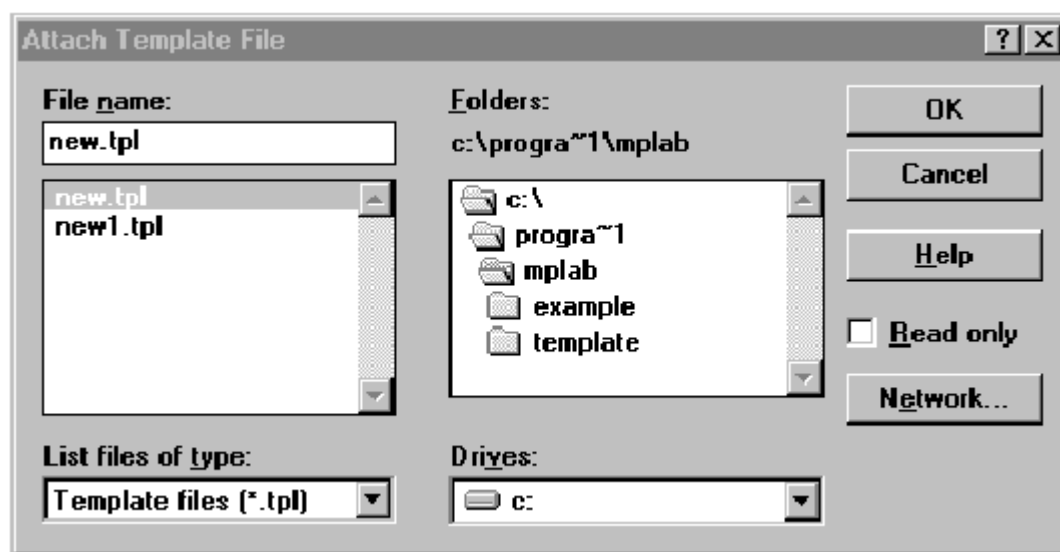 Attach Template File
? X
File name:
new.tpl
new.tpl
new1.tpl
List files of type:
Template files (*.tpl)
Folders:
c:\progra~1\mplab
c:\
progra~1
mplab
example
template
Drives:
c:
OK
Cancel
Help
Read only
Network...